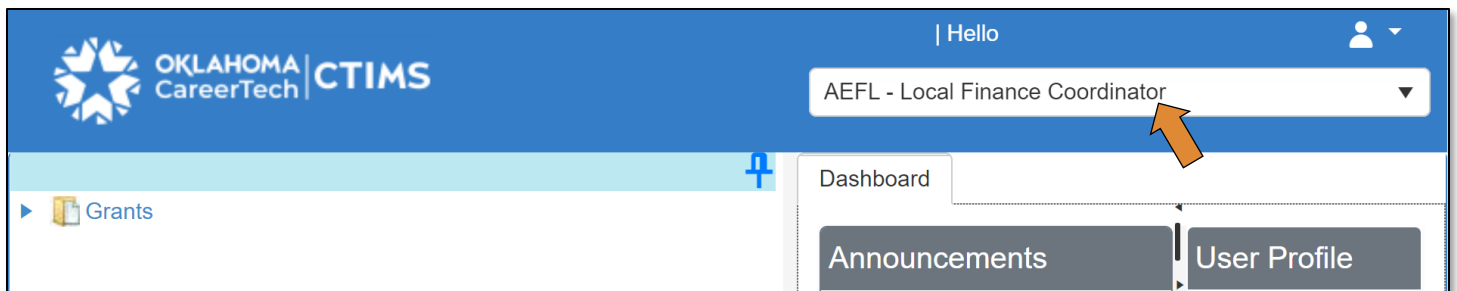 | Hello
OKLAHOMA
CareerTech
CTIMS
AEFL - Local Finance Coordinator
Dashboard
Grants
Announcements
User Profile